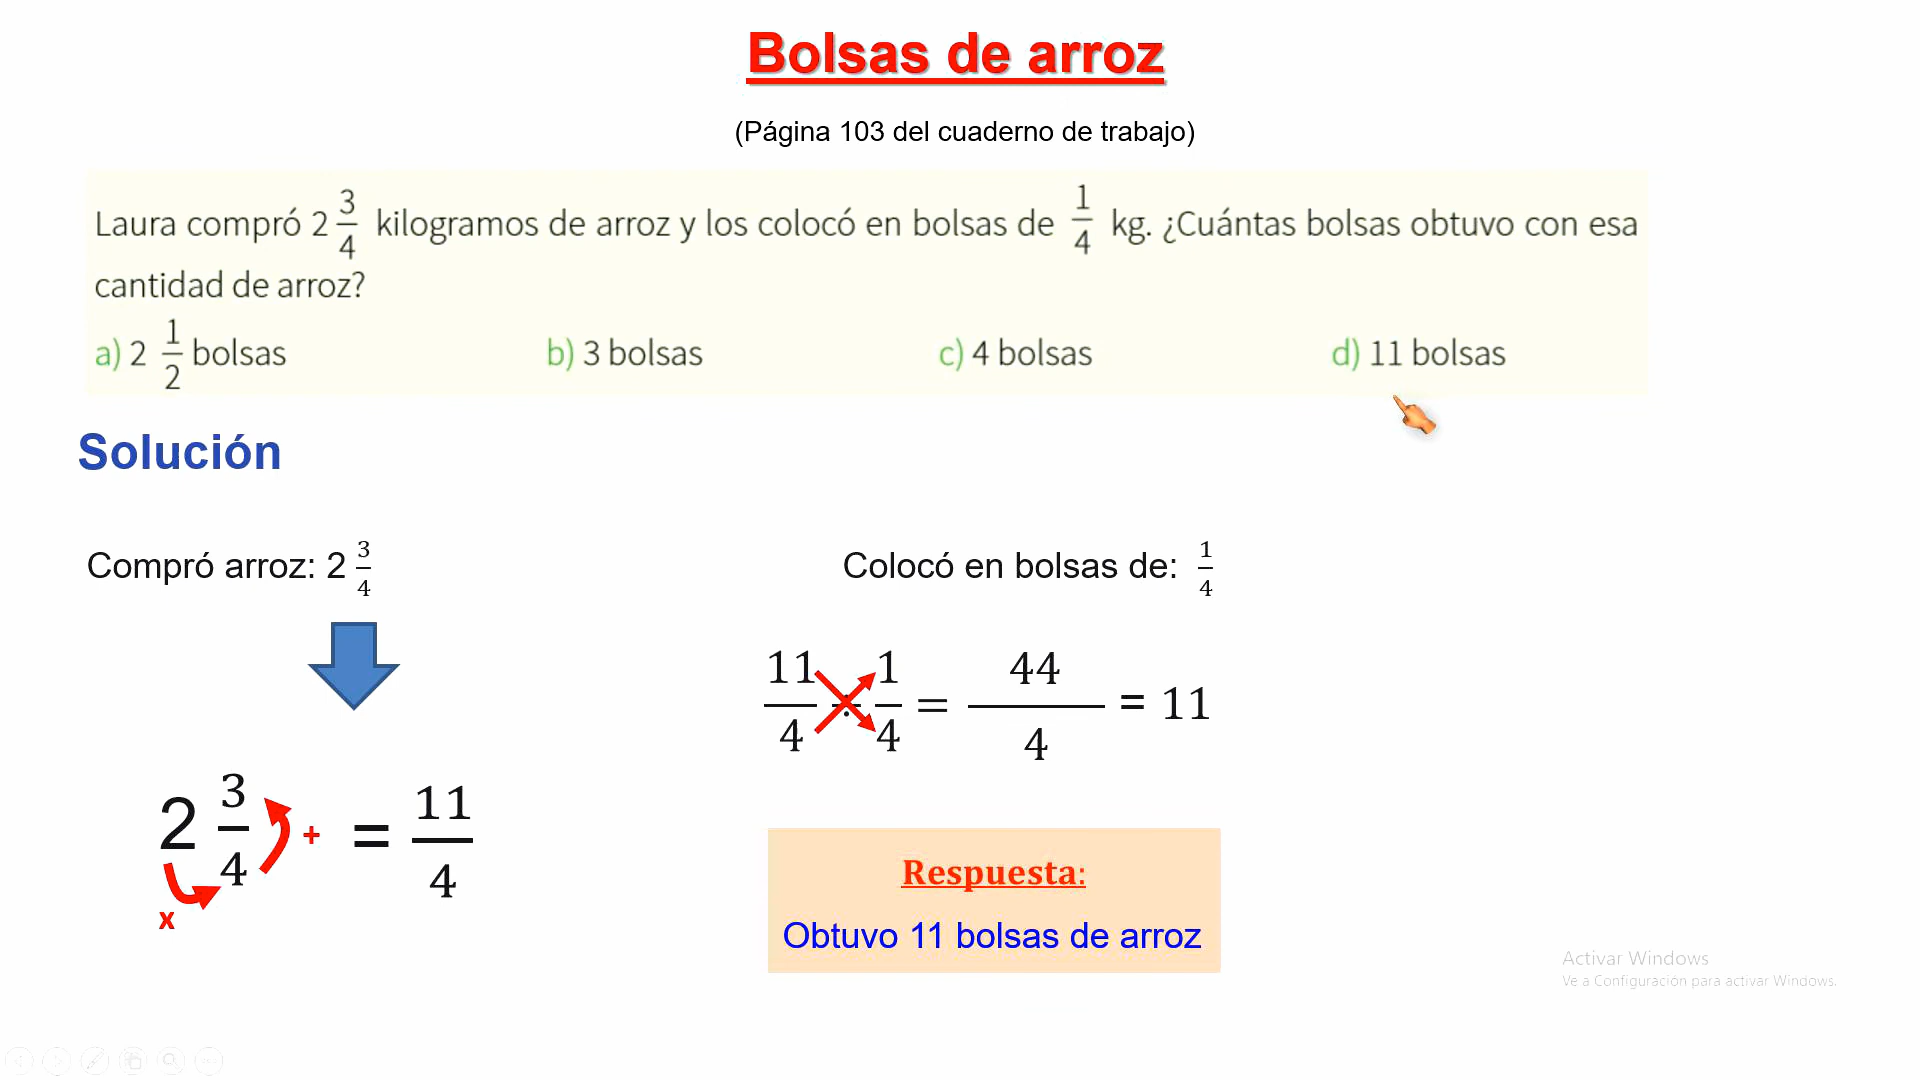 Bolsas de arroz
(Página 103 del cuaderno de trabajo)
Laura compró 2 3/4 kilogramos de arroz y los colocó en bolsas de 1/4 kg. ¿Cuántas bolsas obtuvo con esa
cantidad de arroz?
a) 2 1/2 bolsas b) 3 bolsas c) 4 bolsas d) 11 bolsas
Solución
Compró arroz: 2 3/4 Colocó en bolsas de: 1/4
11/4 ÷ 1/4 = 44/4 = 11
2 3/4 + = 11/4
x
Respuesta:
Obtuvo 11 bolsas de arroz
Activar Windows
Ve a Configuración para activar Windows.